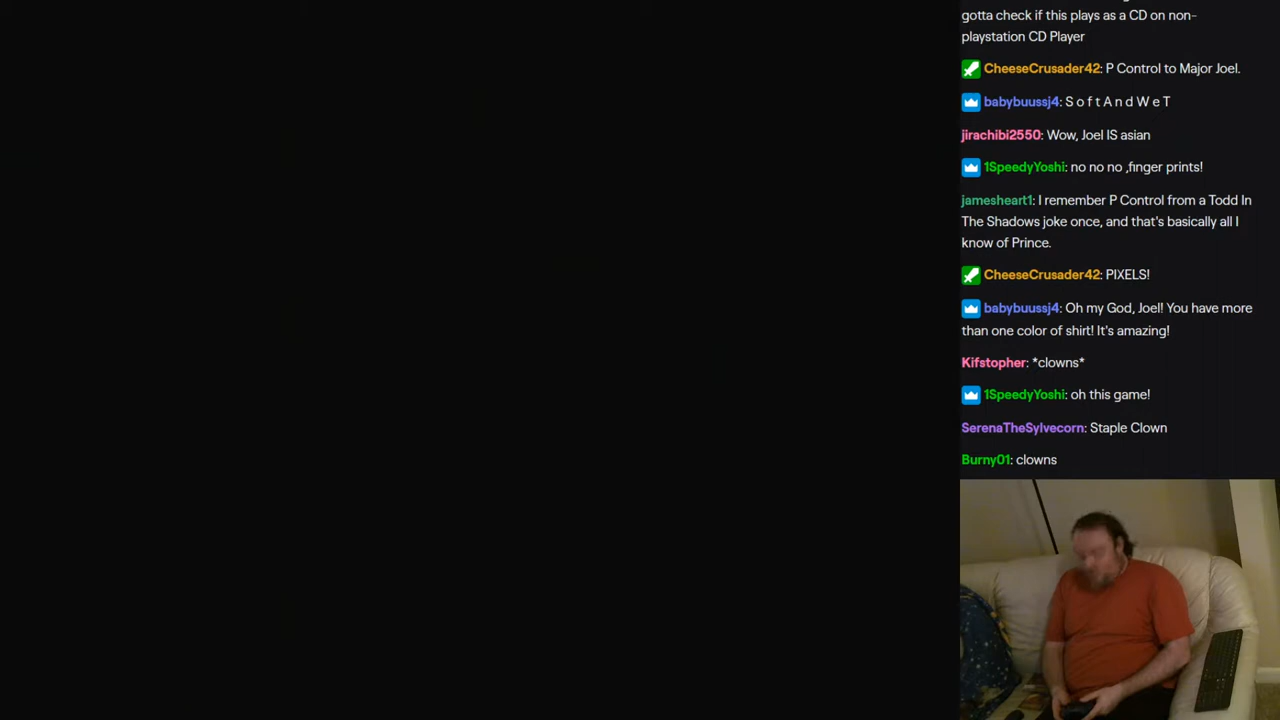 gotta check if this plays as a CD on non-
playstation CD Player
CheeseCrusader42: P Control to Major Joel.
babybuussj4: S o f t A n d W e T
jirachibi2550: Wow, Joel IS asian
1SpeedyYoshi: no no no ,finger prints!
jamesheart1: I remember P Control from a Todd In
The Shadows joke once, and that's basically all I
know of Prince.
CheeseCrusader42: PIXELS!
babybuussj4: Oh my God, Joel! You have more
than one color of shirt! It's amazing!
Kifstopher: *clowns*
1SpeedyYoshi: oh this game!
SerenaTheSylvecorn: Staple Clown
Burny01: clowns